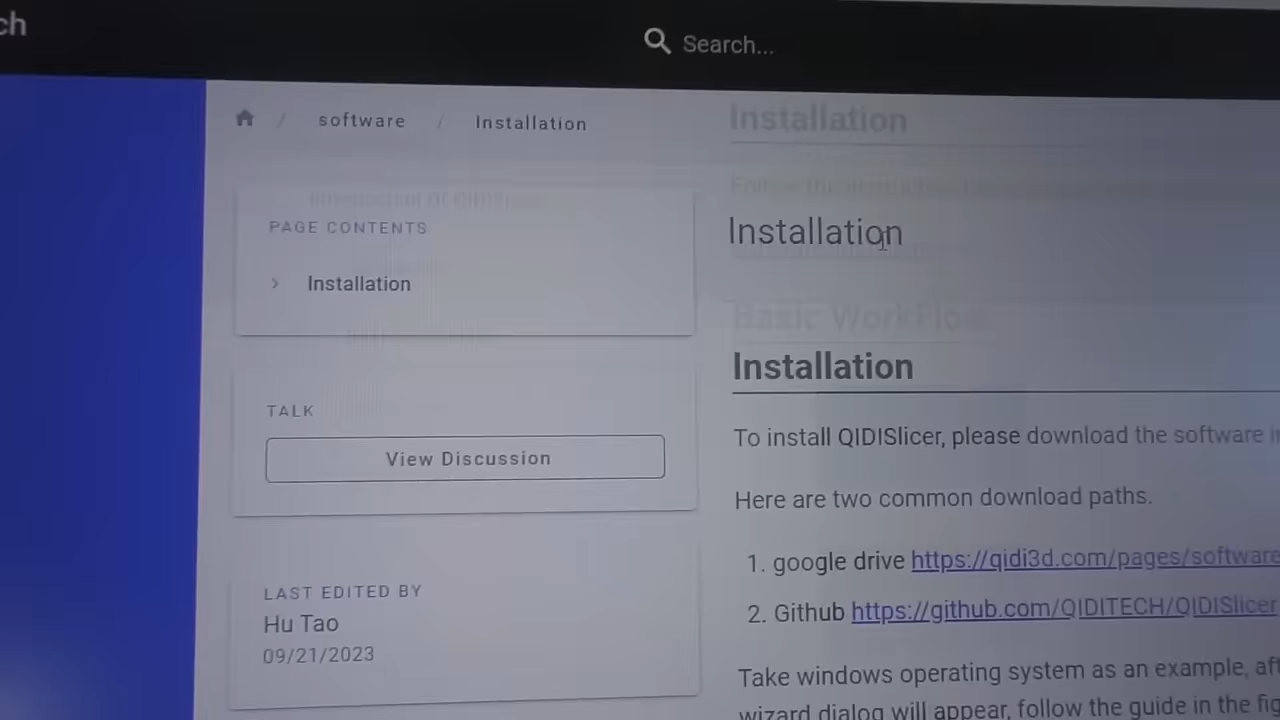 ch
Search...
software / Installation
Installation
PAGE CONTENTS
Installation
Installation
Basic WorkFlow
Installation
TALK
View Discussion
To install QIDISlicer, please download the software
Here are two common download paths.
1. google drive https://qidi3d.com/pages/software
2. Github https://github.com/QIDITECH/QIDISlicer
LAST EDITED BY
Hu Tao
09/21/2023
Take windows operating system as an example,
wizard dialog will appear, follow the guide in the